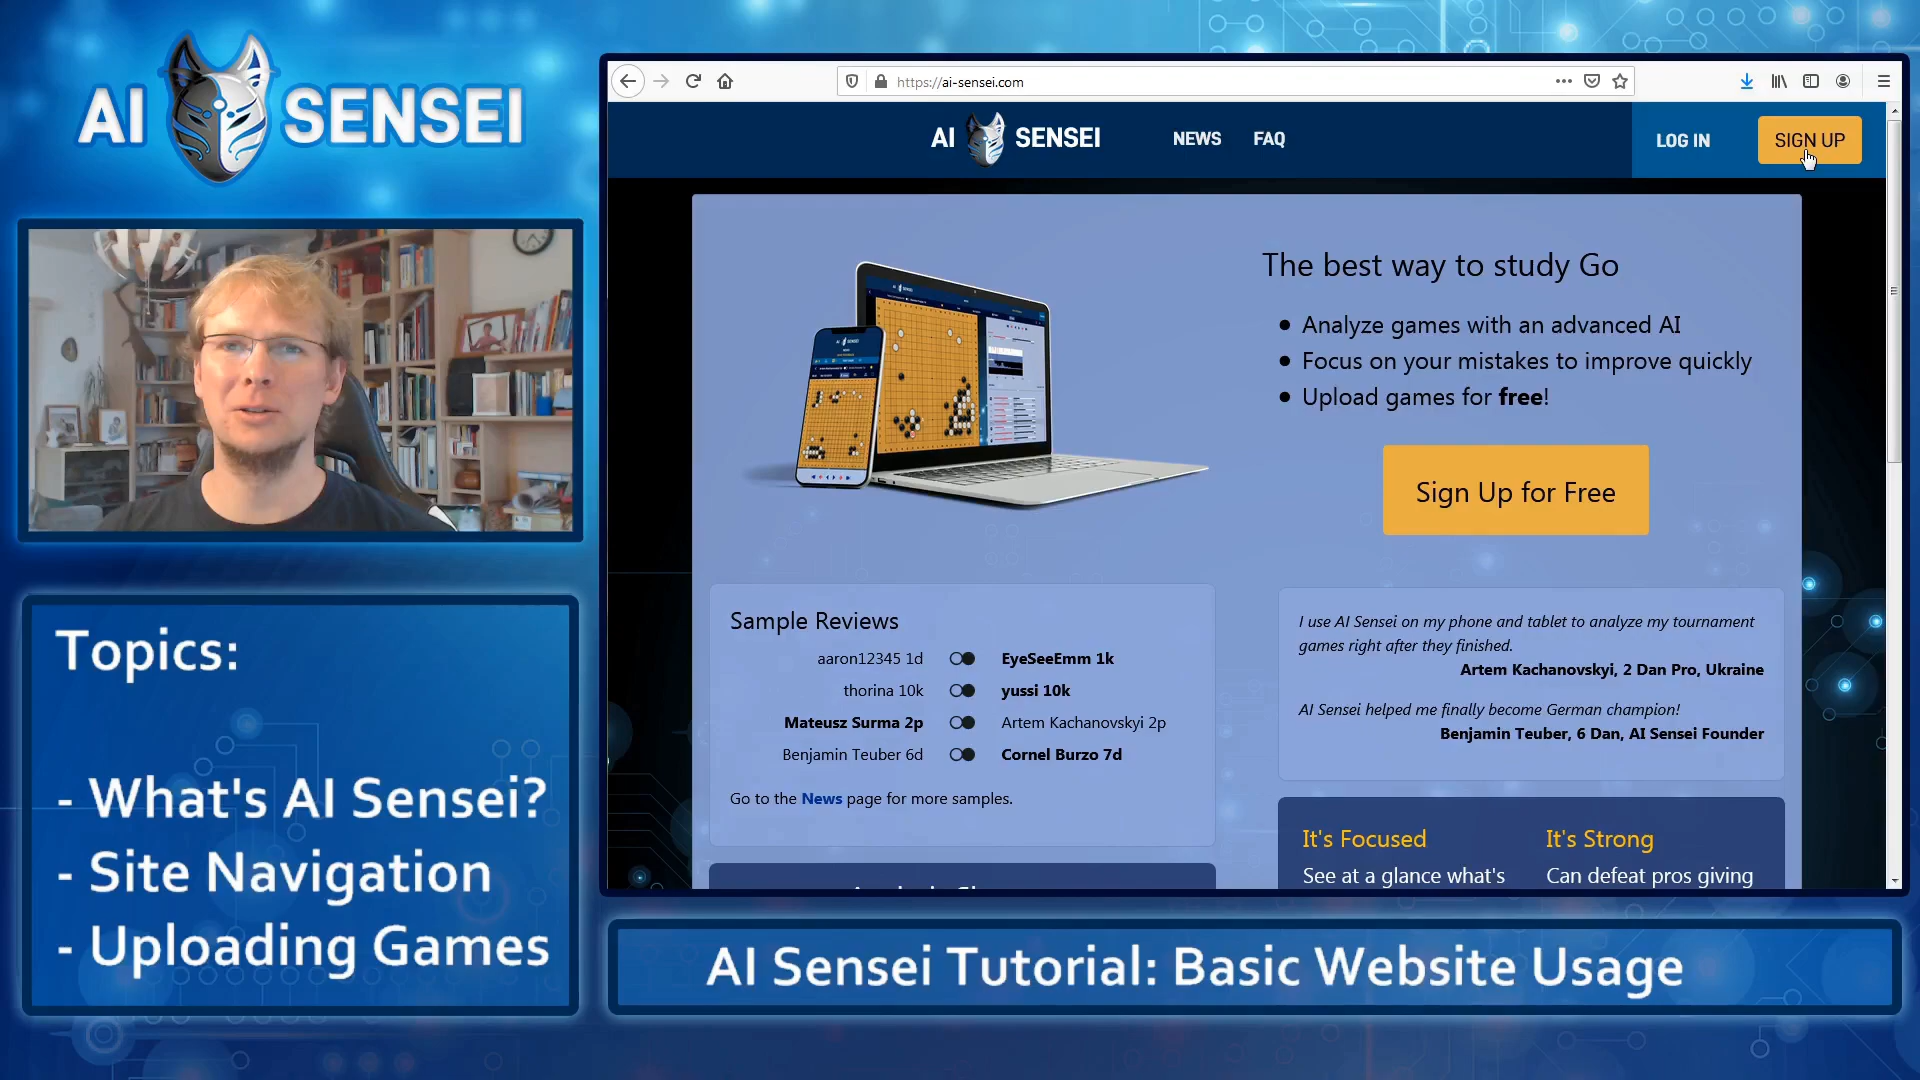 AI SENSEI
https://ai-sensei.com
AI SENSEI
NEWS
FAQ
LOG IN
SIGN UP
The best way to study Go
● Analyze games with an advanced AI
● Focus on your mistakes to improve quickly
● Upload games for free!
Sign Up for Free
Sample Reviews
aaron12345 1d EyeSeeEmm 1k
thorina 10k yussi 10k
Mateusz Surma 2p Artem Kachanovskyi 2p
Benjamin Teuber 6d Cornel Burzo 7d
Go to the News page for more samples.
I use AI Sensei on my phone and tablet to analyze my tournament
games right after they finished.
Artem Kachanovskyi, 2 Dan Pro, Ukraine
AI Sensei helped me finally become German champion!
Benjamin Teuber, 6 Dan, AI Sensei Founder
It's Focused
See at a glance what's
It's Strong
Can defeat pros giving
Topics:
- What's AI Sensei?
- Site Navigation
- Uploading Games
AI Sensei Tutorial: Basic Website Usage